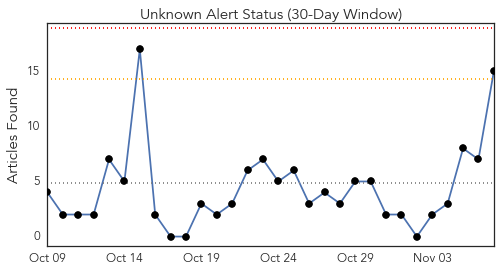 Unknown Alert Status (30-Day Window)
Articles Found
15
10
5
0
Oct 09 Oct 14 Oct 19 Oct 24 Oct 29 Nov 03